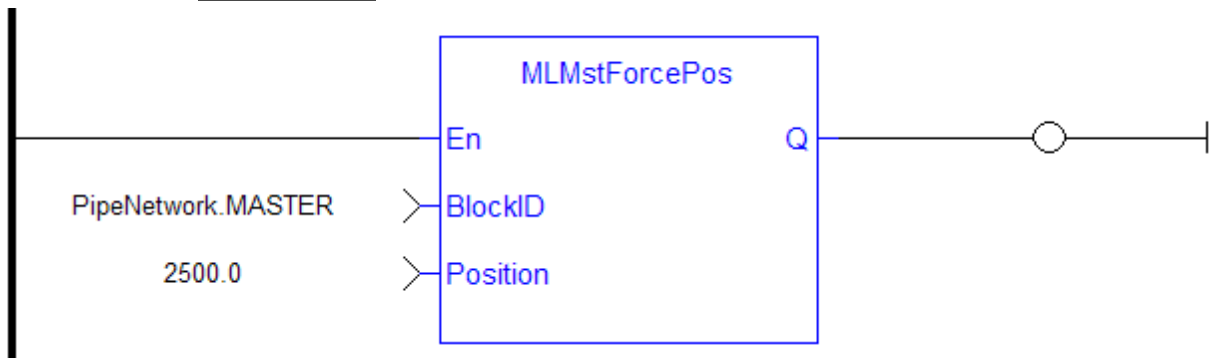 MLMstForcePos
En Q
PipeNetwork.MASTER BlockID
2500.0 Position